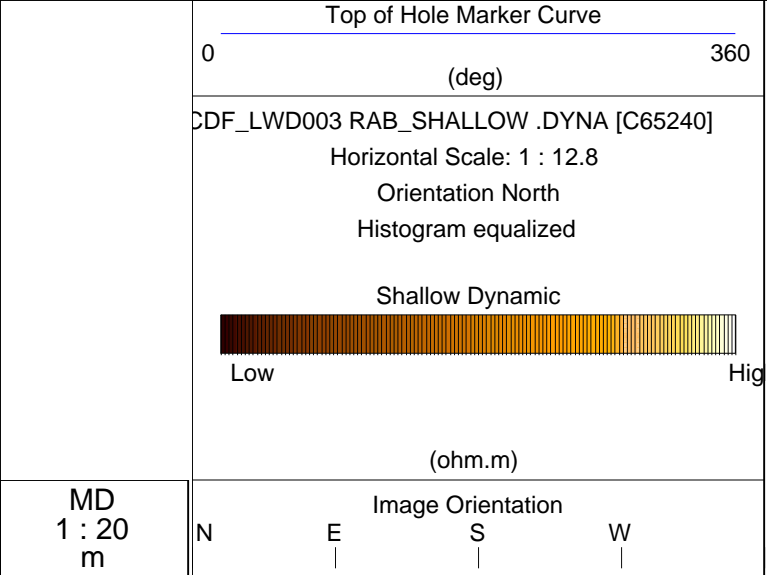 Top of Hole Marker Curve
0 360
(deg)
CDF_LWD003 RAB_SHALLOW .DYNA [C65240]
Horizontal Scale: 1 : 12.8
Orientation North
Histogram equalized
Shallow Dynamic
Low Hig
(ohm.m)
MD
1 : 20
m
Image Orientation
N E S W